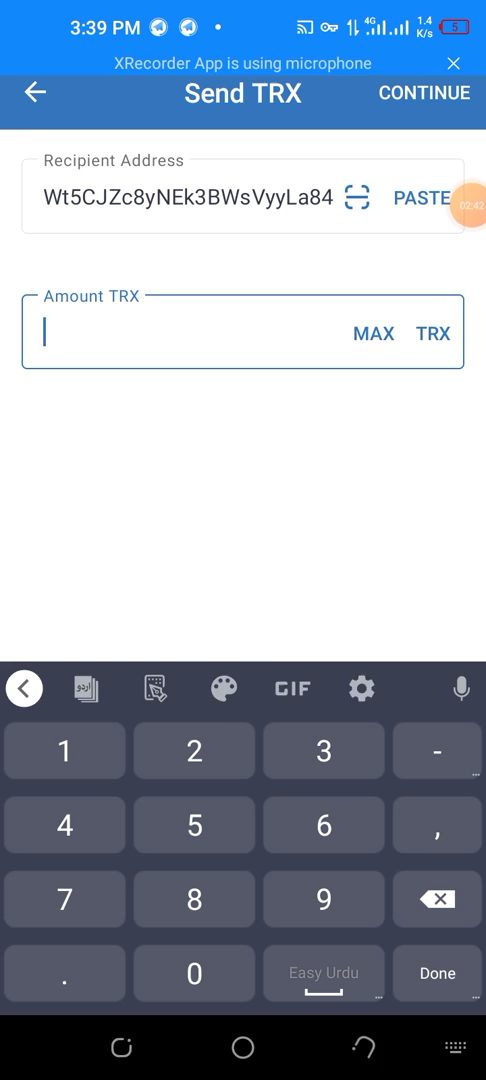 3:39 PM
4G
1.4
K/s
5
XRecorder App is using microphone
Send TRX
CONTINUE
Recipient Address
Wt5CJZc8yNEk3BWsVyyLa84
PASTE
02:42
Amount TRX
MAX
TRX
اردو
GIF
1 2 3 -
4 5 6 ,
7 8 9
. 0 Easy Urdu Done